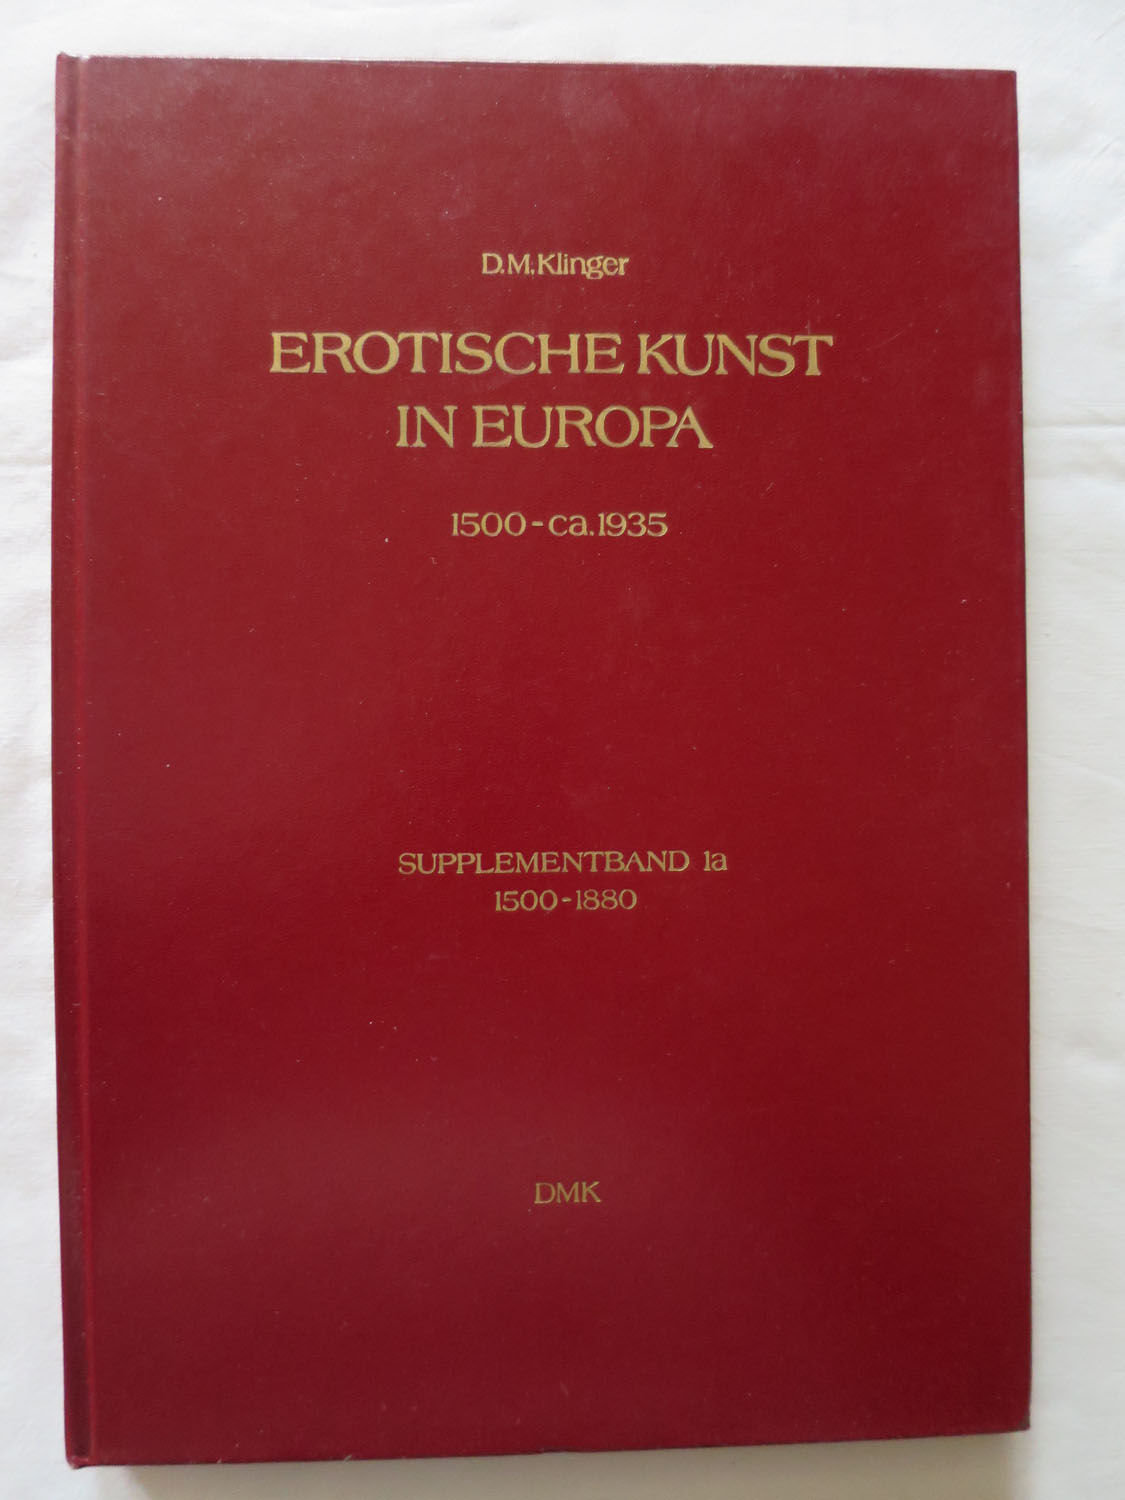 D.M.Klinger
EROTISCHE KUNST
IN EUROPA
1500-ca.1935
SUPPLEMENTBAND 1a
1500-1880
DMK